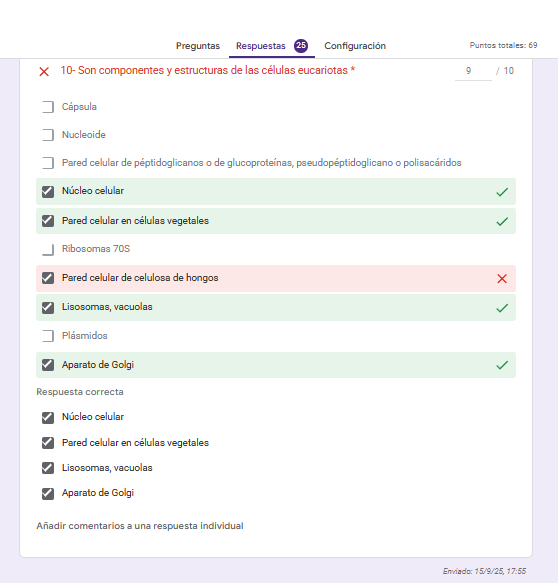 Preguntas Respuestas 25 Configuración Puntos totales: 69
10- Son componentes y estructuras de las células eucariotas * 9 / 10
Cápsula
Nucleoide
Pared celular de péptidoglicanos o de glucoproteínas, pseudopéptidoglicano o polisacáridos
Núcleo celular
Pared celular en células vegetales
Ribosomas 70S
Pared celular de celulosa de hongos
Lisosomas, vacuolas
Plásmidos
Aparato de Golgi
Respuesta correcta
Núcleo celular
Pared celular en células vegetales
Lisosomas, vacuolas
Aparato de Golgi
Añadir comentarios a una respuesta individual
Enviado: 15/9/25, 17:55